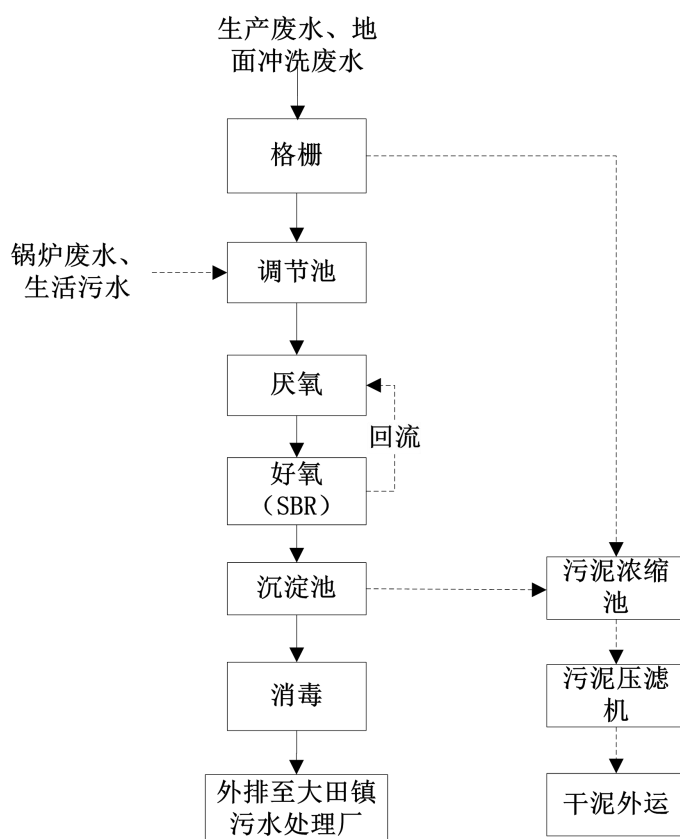 生产废水、地
面冲洗废水
格栅
锅炉废水、
生活污水
调节池
厌氧
回流
好氧
（SBR）
沉淀池
污泥浓缩
池
消毒
污泥压滤
机
外排至大田镇
污水处理厂
干泥外运